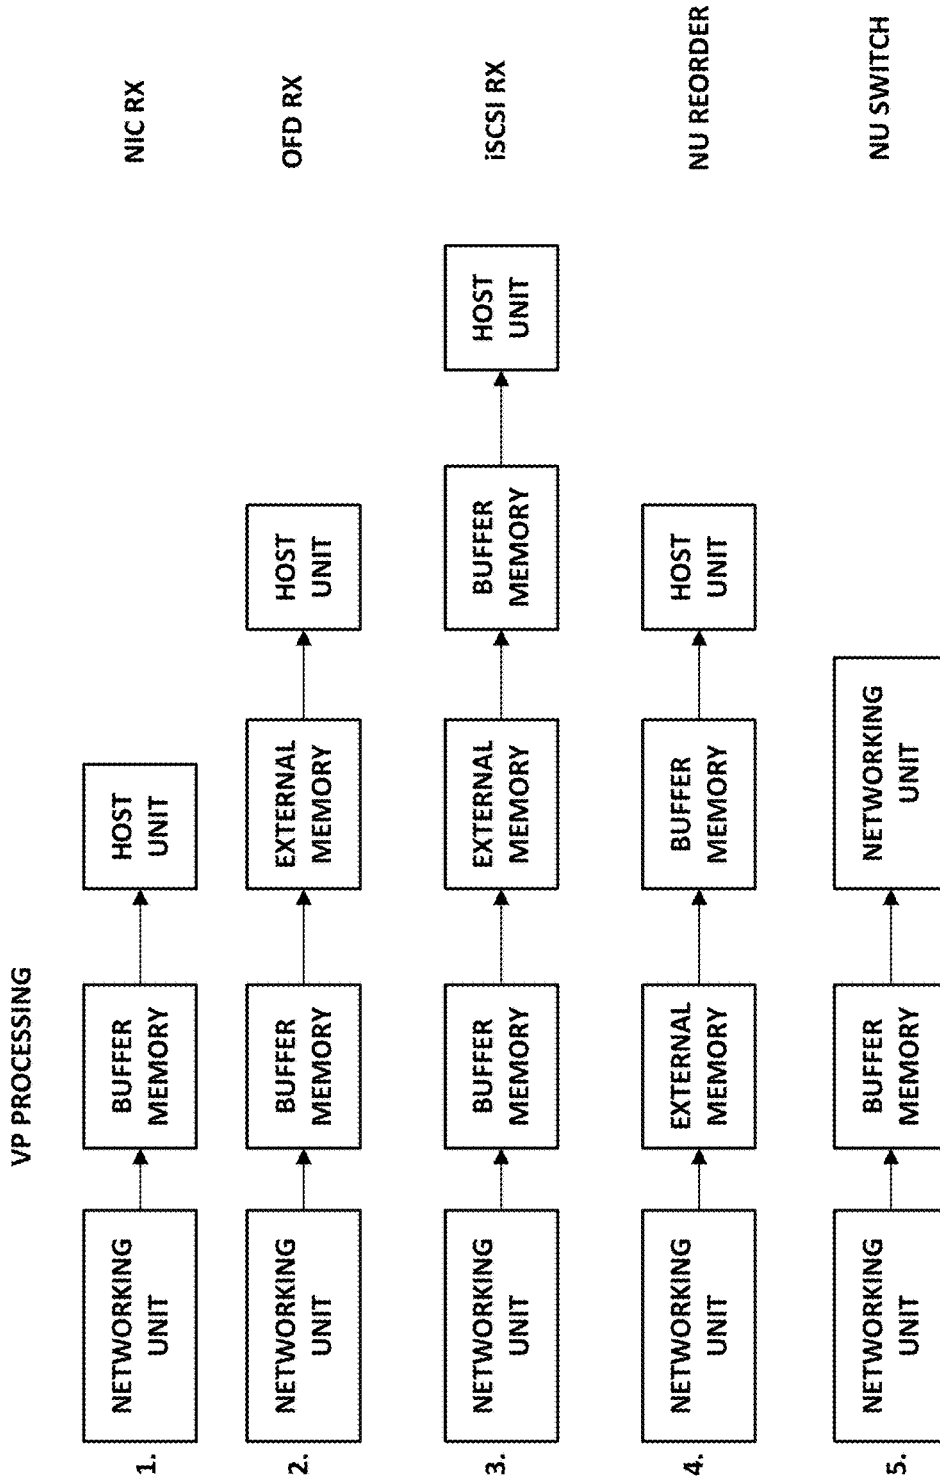 VP PROCESSING
1.
NETWORKING
UNIT
BUFFER
MEMORY
HOST
UNIT
NIC RX
2.
NETWORKING
UNIT
BUFFER
MEMORY
EXTERNAL
MEMORY
HOST
UNIT
OFD RX
3.
NETWORKING
UNIT
BUFFER
MEMORY
EXTERNAL
MEMORY
BUFFER
MEMORY
HOST
UNIT
iSCSI RX
4.
NETWORKING
UNIT
EXTERNAL
MEMORY
BUFFER
MEMORY
HOST
UNIT
NU REORDER
5.
NETWORKING
UNIT
BUFFER
MEMORY
NETWORKING
UNIT
NU SWITCH